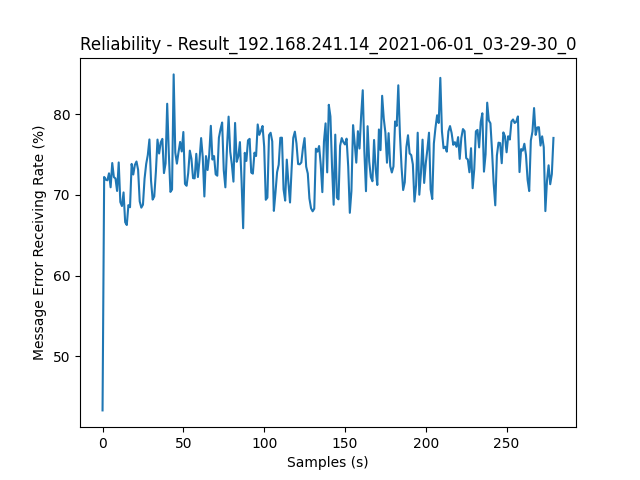 Reliability - Result_192.168.241.14_2021-06-01_03-29-30_0
Message Error Receiving Rate (%)
80
70
60
50
0 50 100 150 200 250
Samples (s)